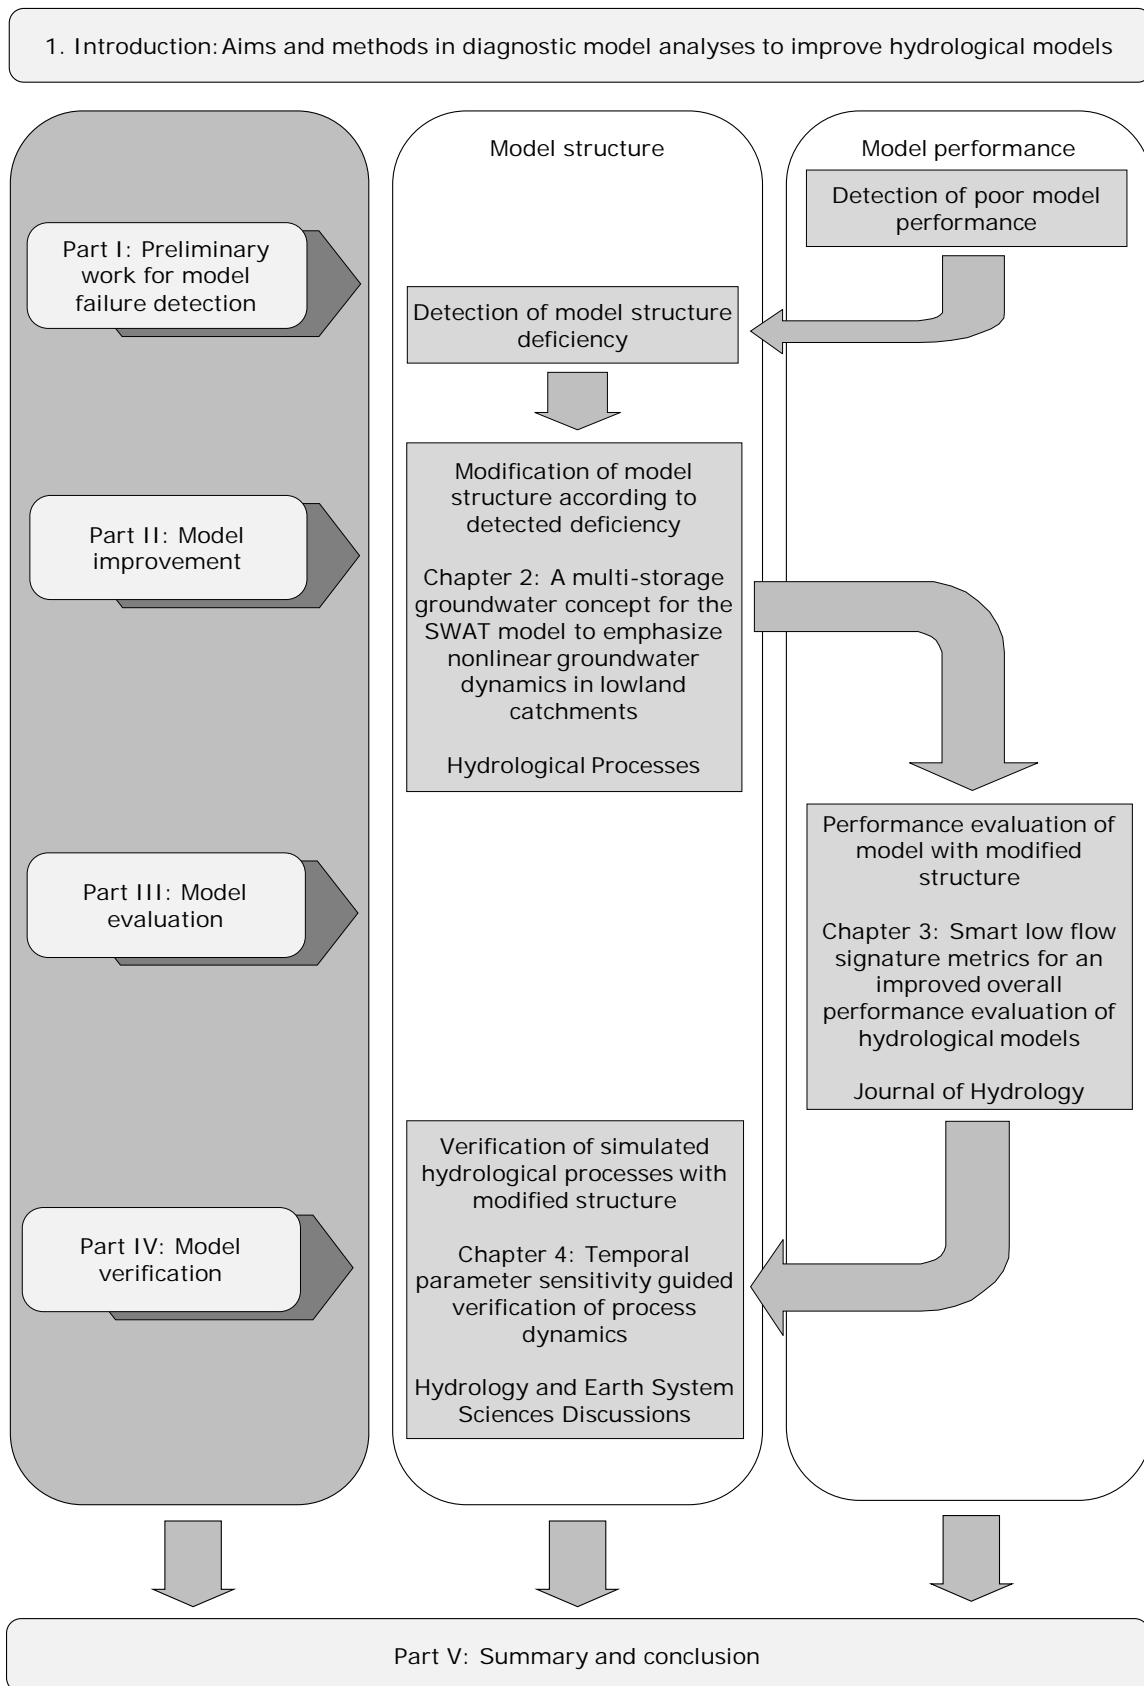 1. Introduction: Aims and methods in diagnostic model analyses to improve hydrological models
Model structure
Model performance
Detection of poor model
performance
Part I: Preliminary
work for model
failure detection
Detection of model structure
deficiency
Part II: Model
improvement
Modification of model
structure according to
detected deficiency
Chapter 2: A multi-storage
groundwater concept for the
SWAT model to emphasize
nonlinear groundwater
dynamics in lowland
catchments
Hydrological Processes
Part III: Model
evaluation
Performance evaluation of
model with modified
structure
Chapter 3: Smart low flow
signature metrics for an
improved overall
performance evaluation of
hydrological models
Journal of Hydrology
Part IV: Model
verification
Verification of simulated
hydrological processes with
modified structure
Chapter 4: Temporal
parameter sensitivity guided
verification of process
dynamics
Hydrology and Earth System
Sciences Discussions
Part V: Summary and conclusion